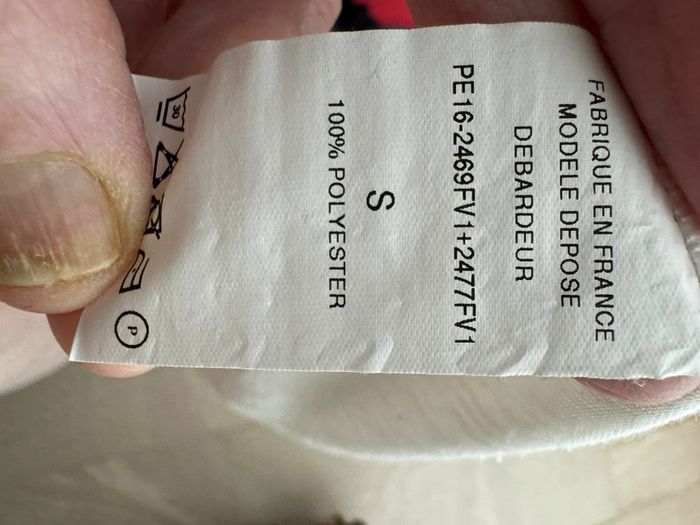 FABRIQUE EN FRANCE
MODELE DEPOSE
DEBARDEUR
PE16-2469FV1+2477FV1
S
100% POLYESTER
30
P